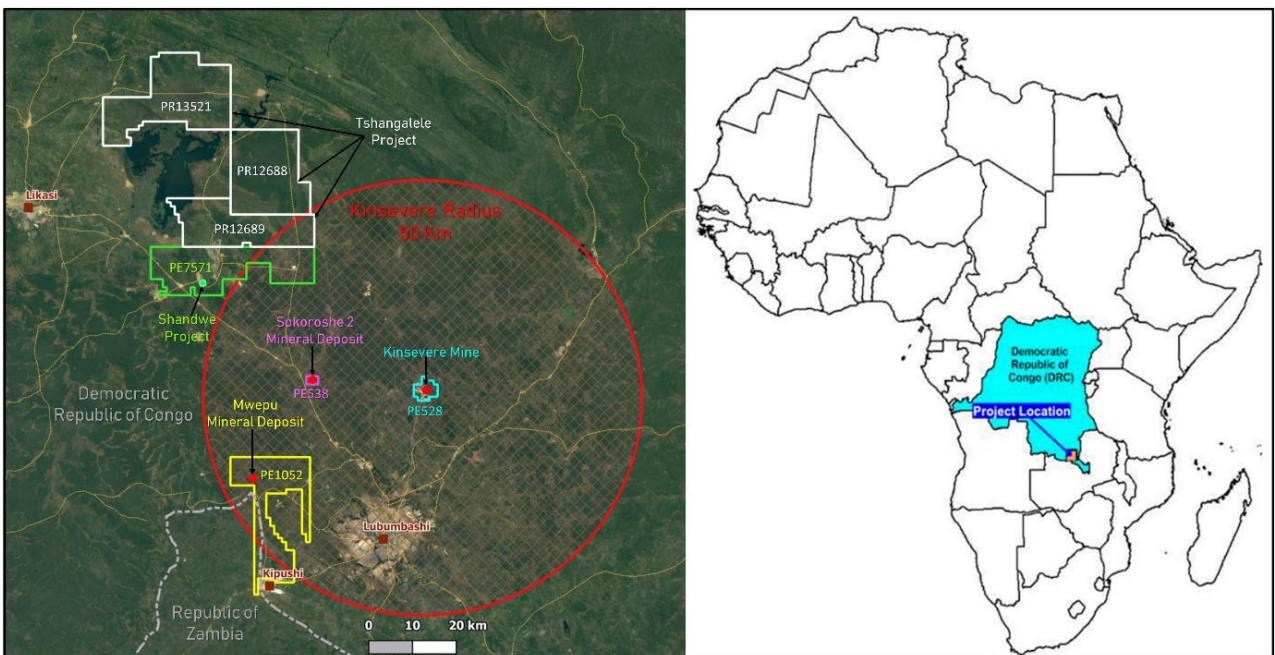 PR13521
Tshangalele
Project
PR12688
Likasi
Kinsevere Radius
50 Km
PR12689
PE7571
Shandwe
Project
Sokoroshe 2
Mineral Deposit
Kinsevere Mine
PE538
PE528
Democratic
Republic of Congo
Mwepu
Mineral Deposit
PE1052
Lubumbashi
Kipushi
Republic of
Zambia
0 10 20 km
Democratic
Republic of
Congo (DRC)
Project Location